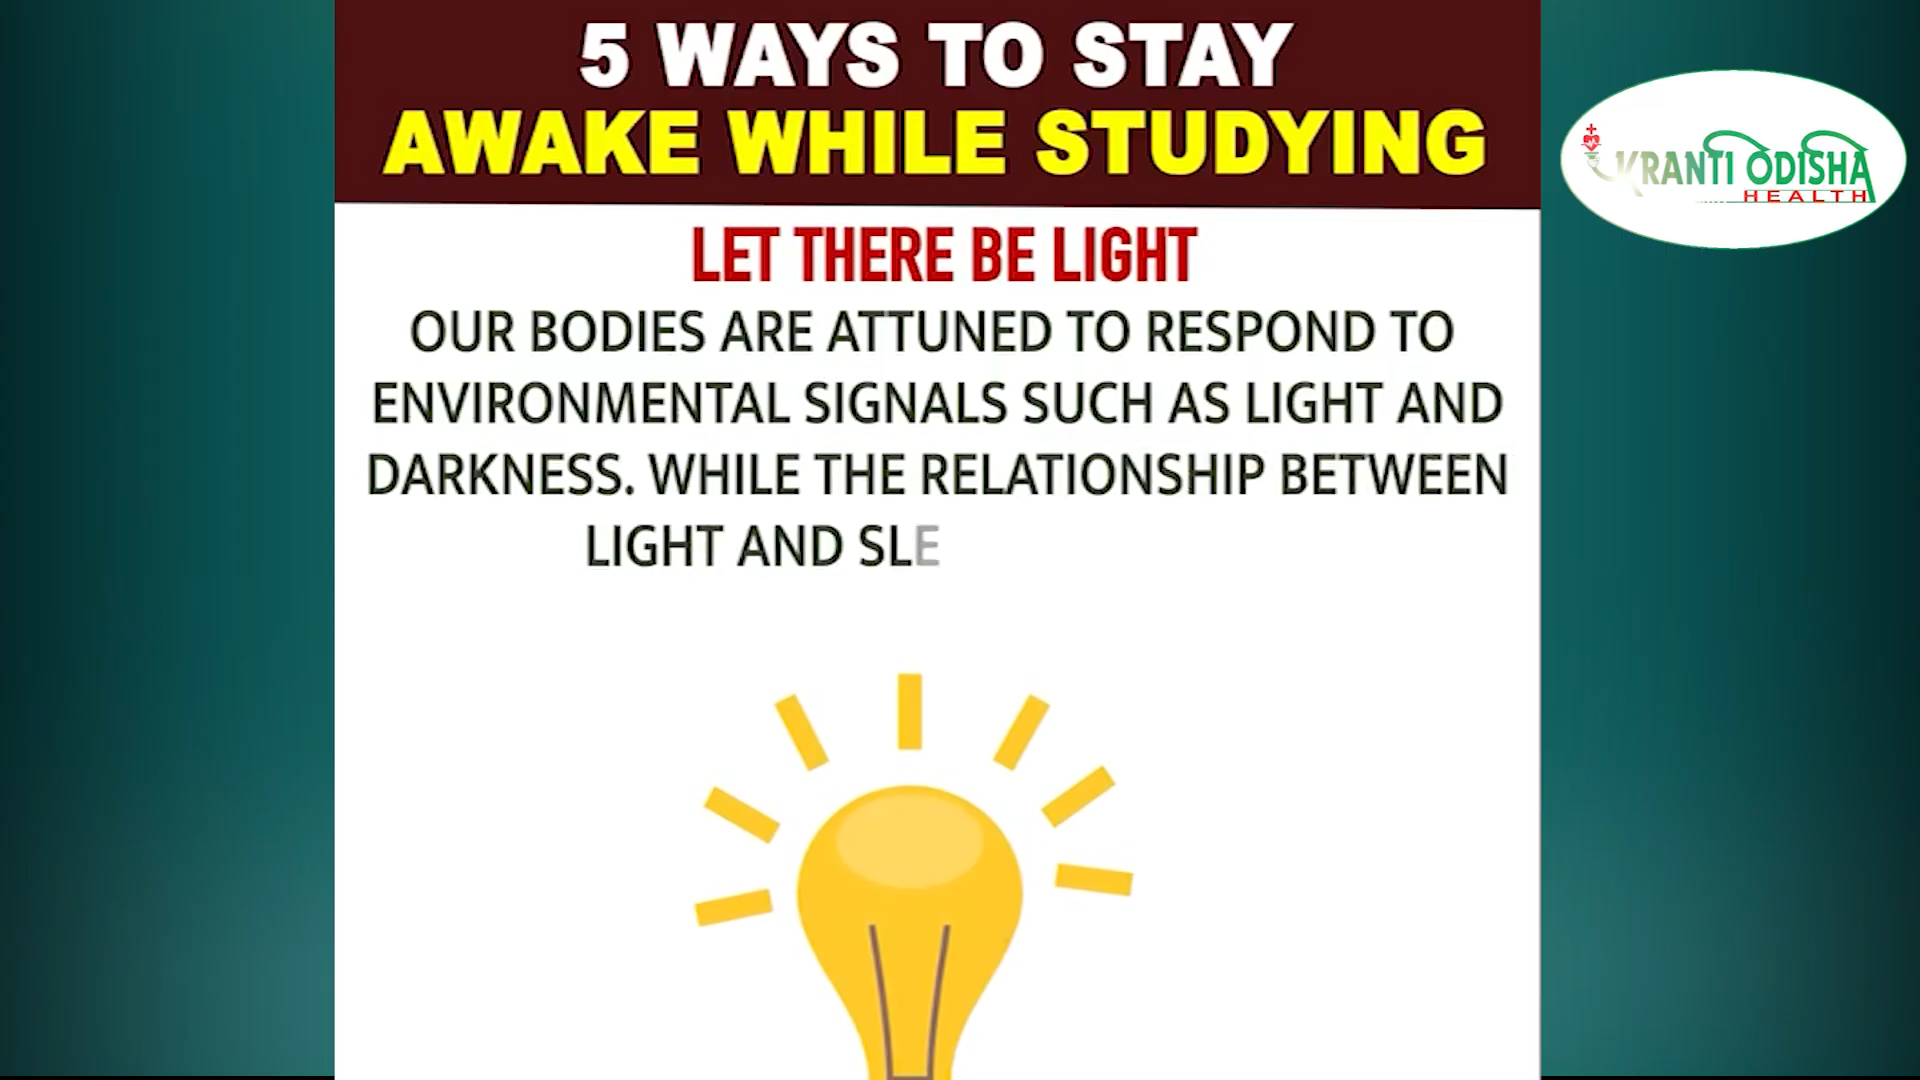 5 WAYS TO STAY
AWAKE WHILE STUDYING
KRANTI ODISHA
HEALTH
LET THERE BE LIGHT
OUR BODIES ARE ATTUNED TO RESPOND TO
ENVIRONMENTAL SIGNALS SUCH AS LIGHT AND
DARKNESS. WHILE THE RELATIONSHIP BETWEEN
LIGHT AND SLE